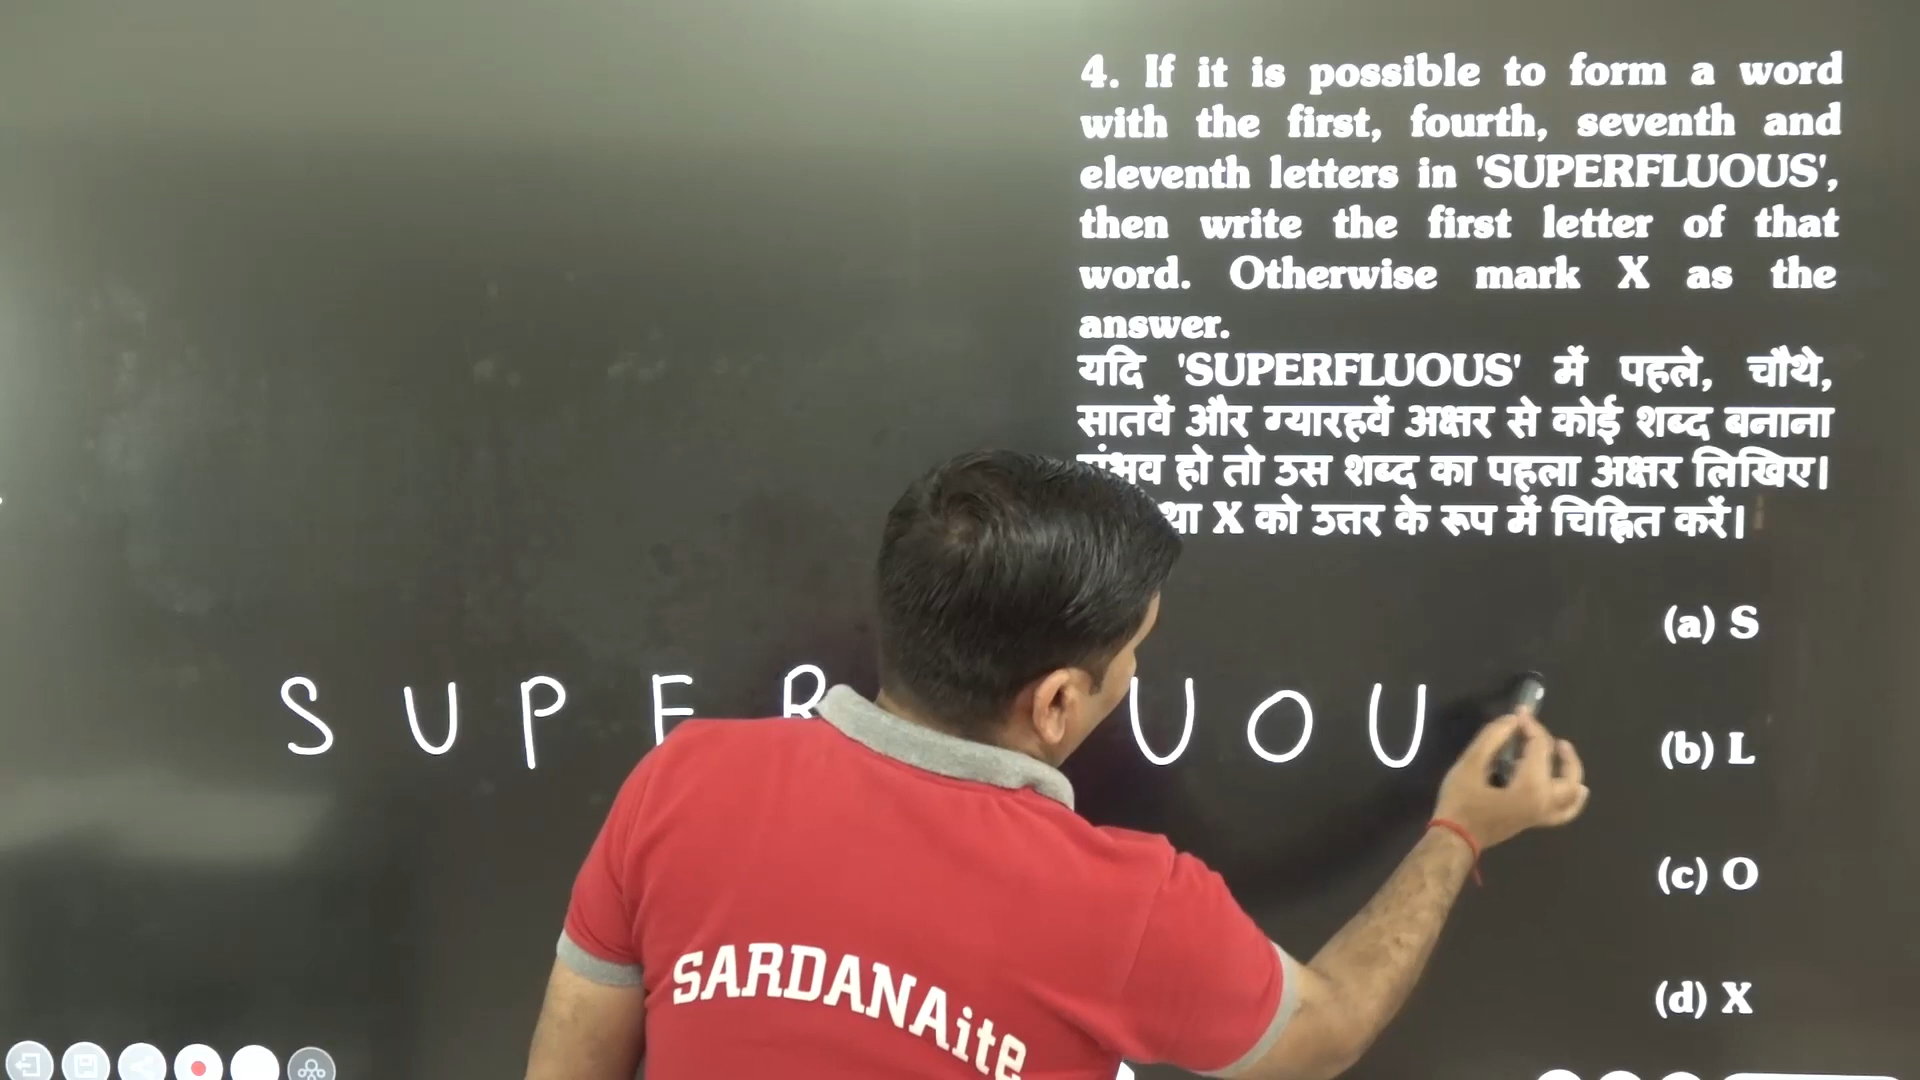 4. If it is possible to form a word
with the first, fourth, seventh and
eleventh letters in 'SUPERFLUOUS',
then write the first letter of that
word. Otherwise mark X as the
answer.
यदि 'SUPERFLUOUS' में पहले, चौथे,
सातवें और ग्यारहवें अक्षर से कोई शब्द बनाना
हो तो उस शब्द का पहला अक्षर लिखिए।
X को उत्तर के रूप में चिह्नित करें।
(a) S
S U P E R U O U
(b) L
(c) O
(d) X
SARDANAite